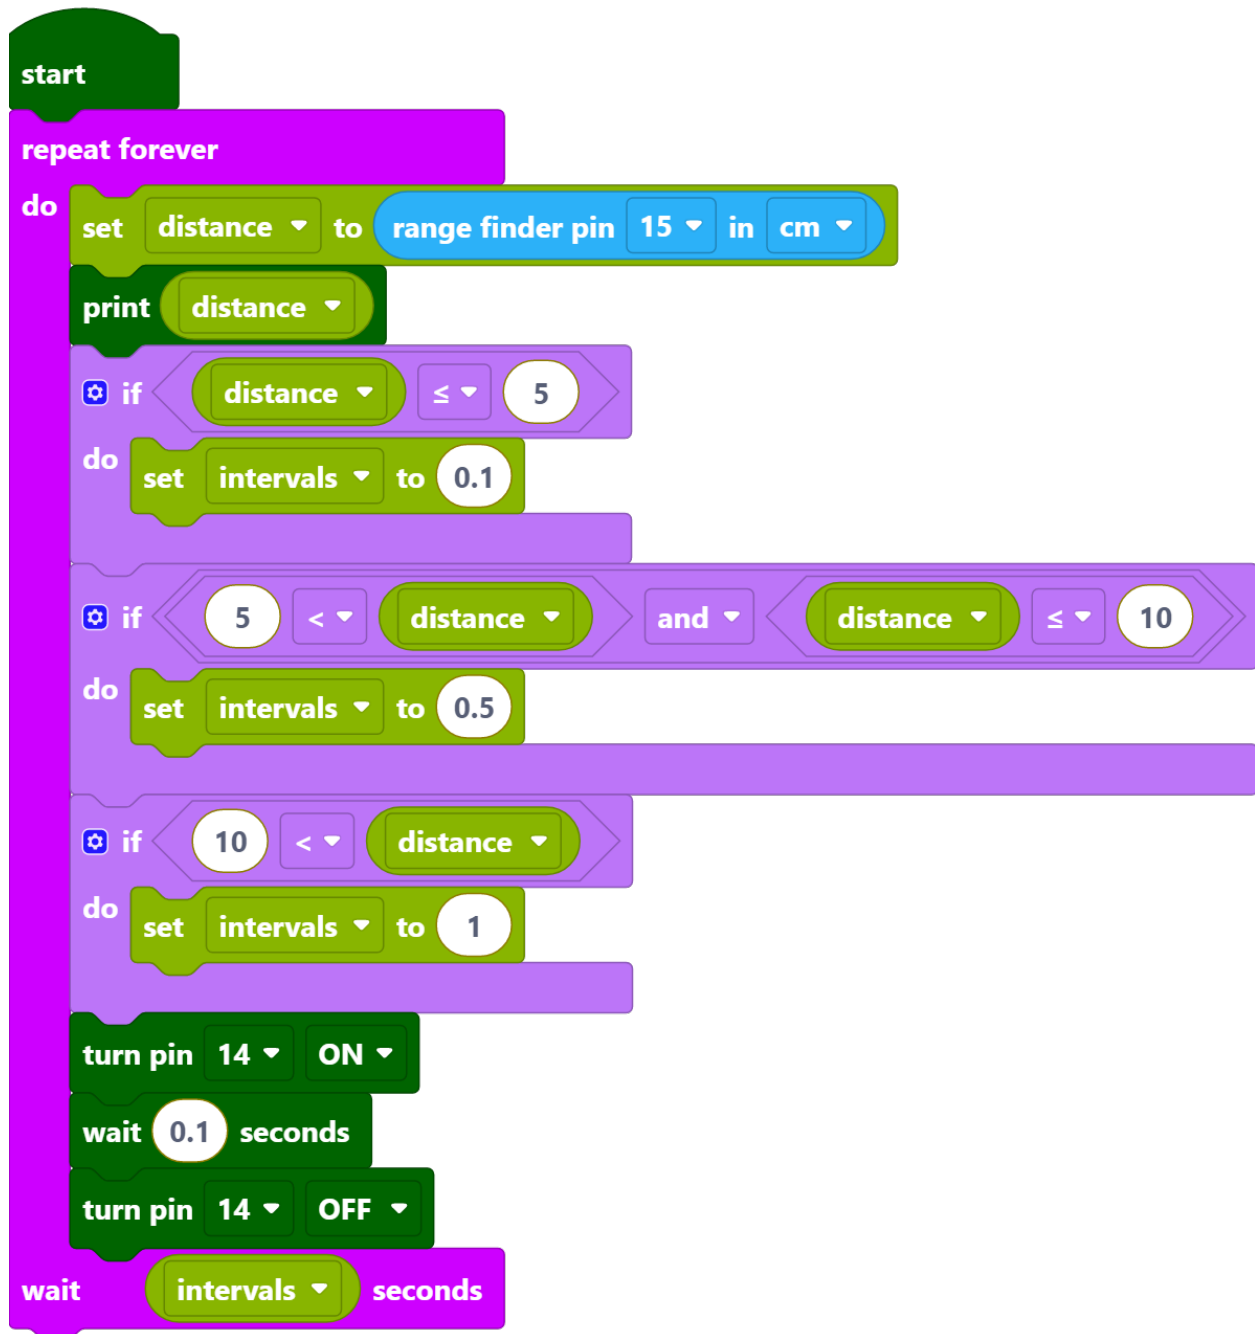 start
repeat forever
do set distance to range finder pin 15 in cm
print distance
if distance ≤ 5
do set intervals to 0.1
if 5 < distance and distance ≤ 10
do set intervals to 0.5
if 10 < distance
do set intervals to 1
turn pin 14 ON
wait 0.1 seconds
turn pin 14 OFF
wait intervals seconds